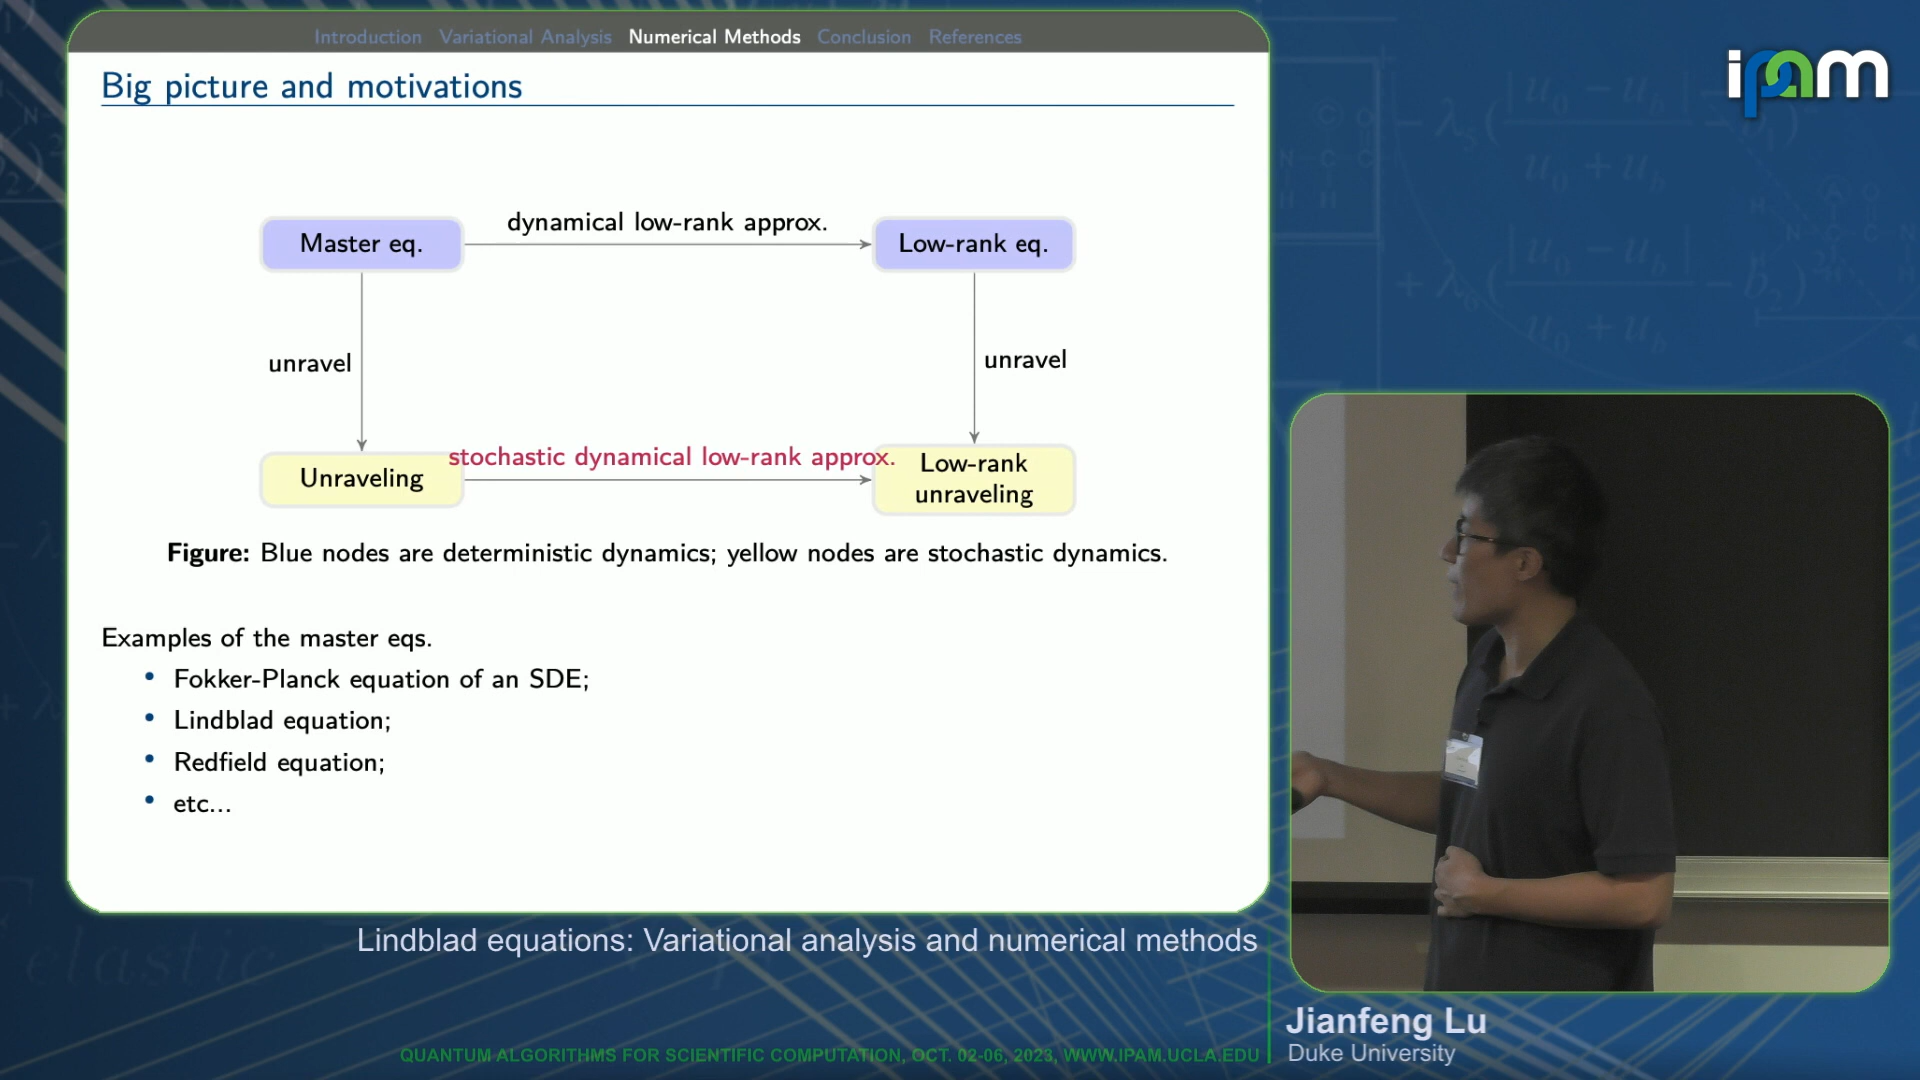 Introduction Variational Analysis Numerical Methods Conclusion References
Big picture and motivations
ipam
dynamical low-rank approx.
Master eq.
Low-rank eq.
unravel
unravel
stochastic dynamical low-rank approx.
Unraveling
Low-rank
unraveling
Figure: Blue nodes are deterministic dynamics; yellow nodes are stochastic dynamics.
Examples of the master eqs.
• Fokker-Planck equation of an SDE;
• Lindblad equation;
• Redfield equation;
• etc...
Lindblad equations: Variational analysis and numerical methods
Jianfeng Lu
Duke University
QUANTUM ALGORITHMS FOR SCIENTIFIC COMPUTATION, OCT. 02-06, 2023, WWW.IPAM.UCLA.EDU
elastic